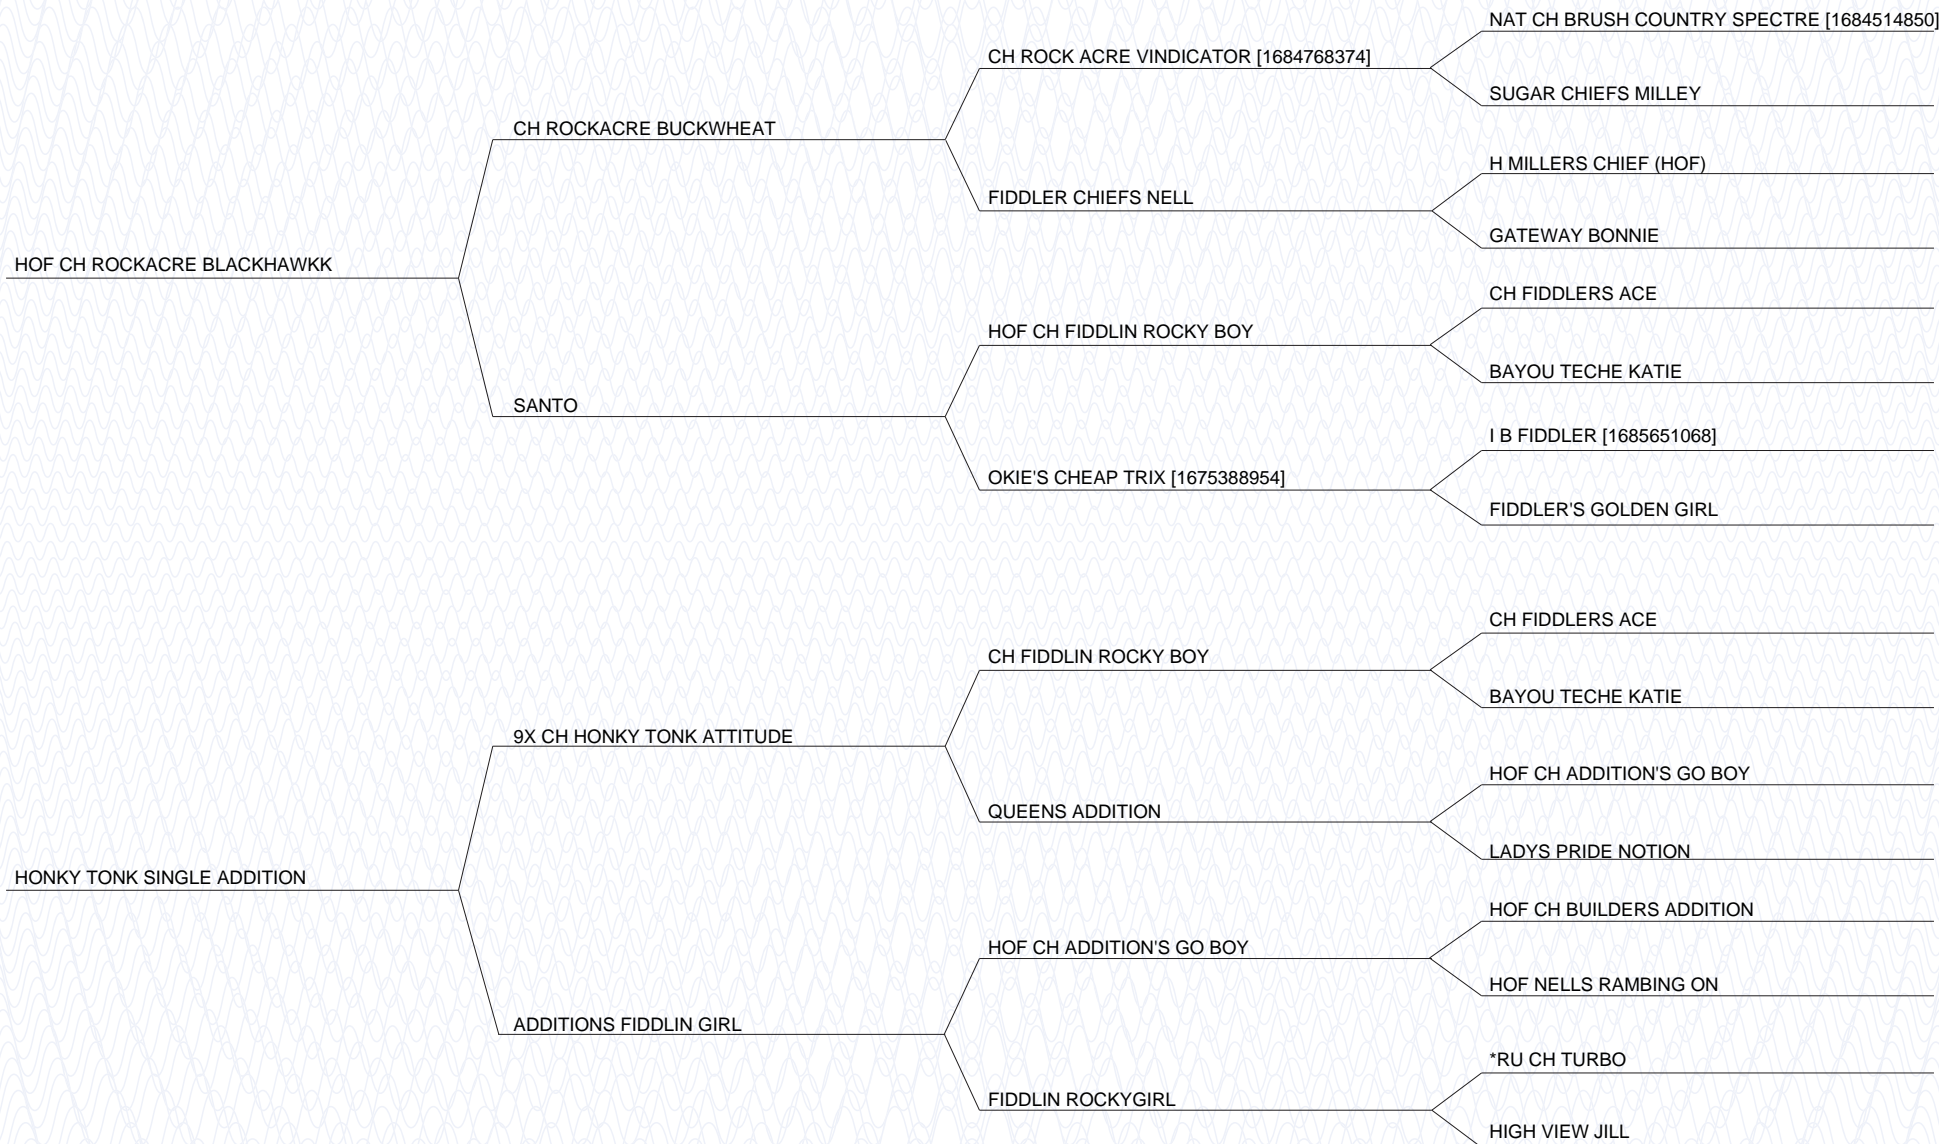 NAT CH BRUSH COUNTRY SPECTRE [1684514850]
CH ROCK ACRE VINDICATOR [1684768374]
SUGAR CHIEFS MILLEY
CH ROCKACRE BUCKWHEAT
H MILLERS CHIEF (HOF)
FIDDLER CHIEFS NELL
GATEWAY BONNIE
HOF CH ROCKACRE BLACKHAWKK
CH FIDDLERS ACE
HOF CH FIDDLIN ROCKY BOY
BAYOU TECHE KATIE
SANTO
I B FIDDLER [1685651068]
OKIE'S CHEAP TRIX [1675388954]
FIDDLER'S GOLDEN GIRL
CH FIDDLERS ACE
CH FIDDLIN ROCKY BOY
BAYOU TECHE KATIE
9X CH HONKY TONK ATTITUDE
HOF CH ADDITION'S GO BOY
QUEENS ADDITION
LADYS PRIDE NOTION
HONKY TONK SINGLE ADDITION
HOF CH BUILDERS ADDITION
HOF CH ADDITION'S GO BOY
HOF NELLS RAMBING ON
ADDITIONS FIDDLIN GIRL
*RU CH TURBO
FIDDLIN ROCKYGIRL
HIGH VIEW JILL